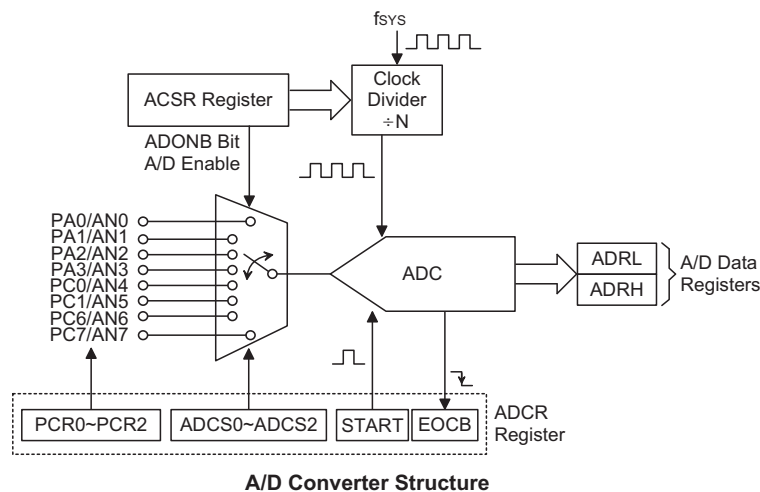 fSYS
ACSR Register
Clock
Divider
÷N
ADONB Bit
A/D Enable
PA0/AN0
PA1/AN1
PA2/AN2
PA3/AN3
PC0/AN4
PC1/AN5
PC6/AN6
PC7/AN7
ADC
ADRL
ADRH
A/D Data
Registers
PCR0~PCR2
ADCS0~ADCS2
START
EOCB
ADCR
Register
A/D Converter Structure